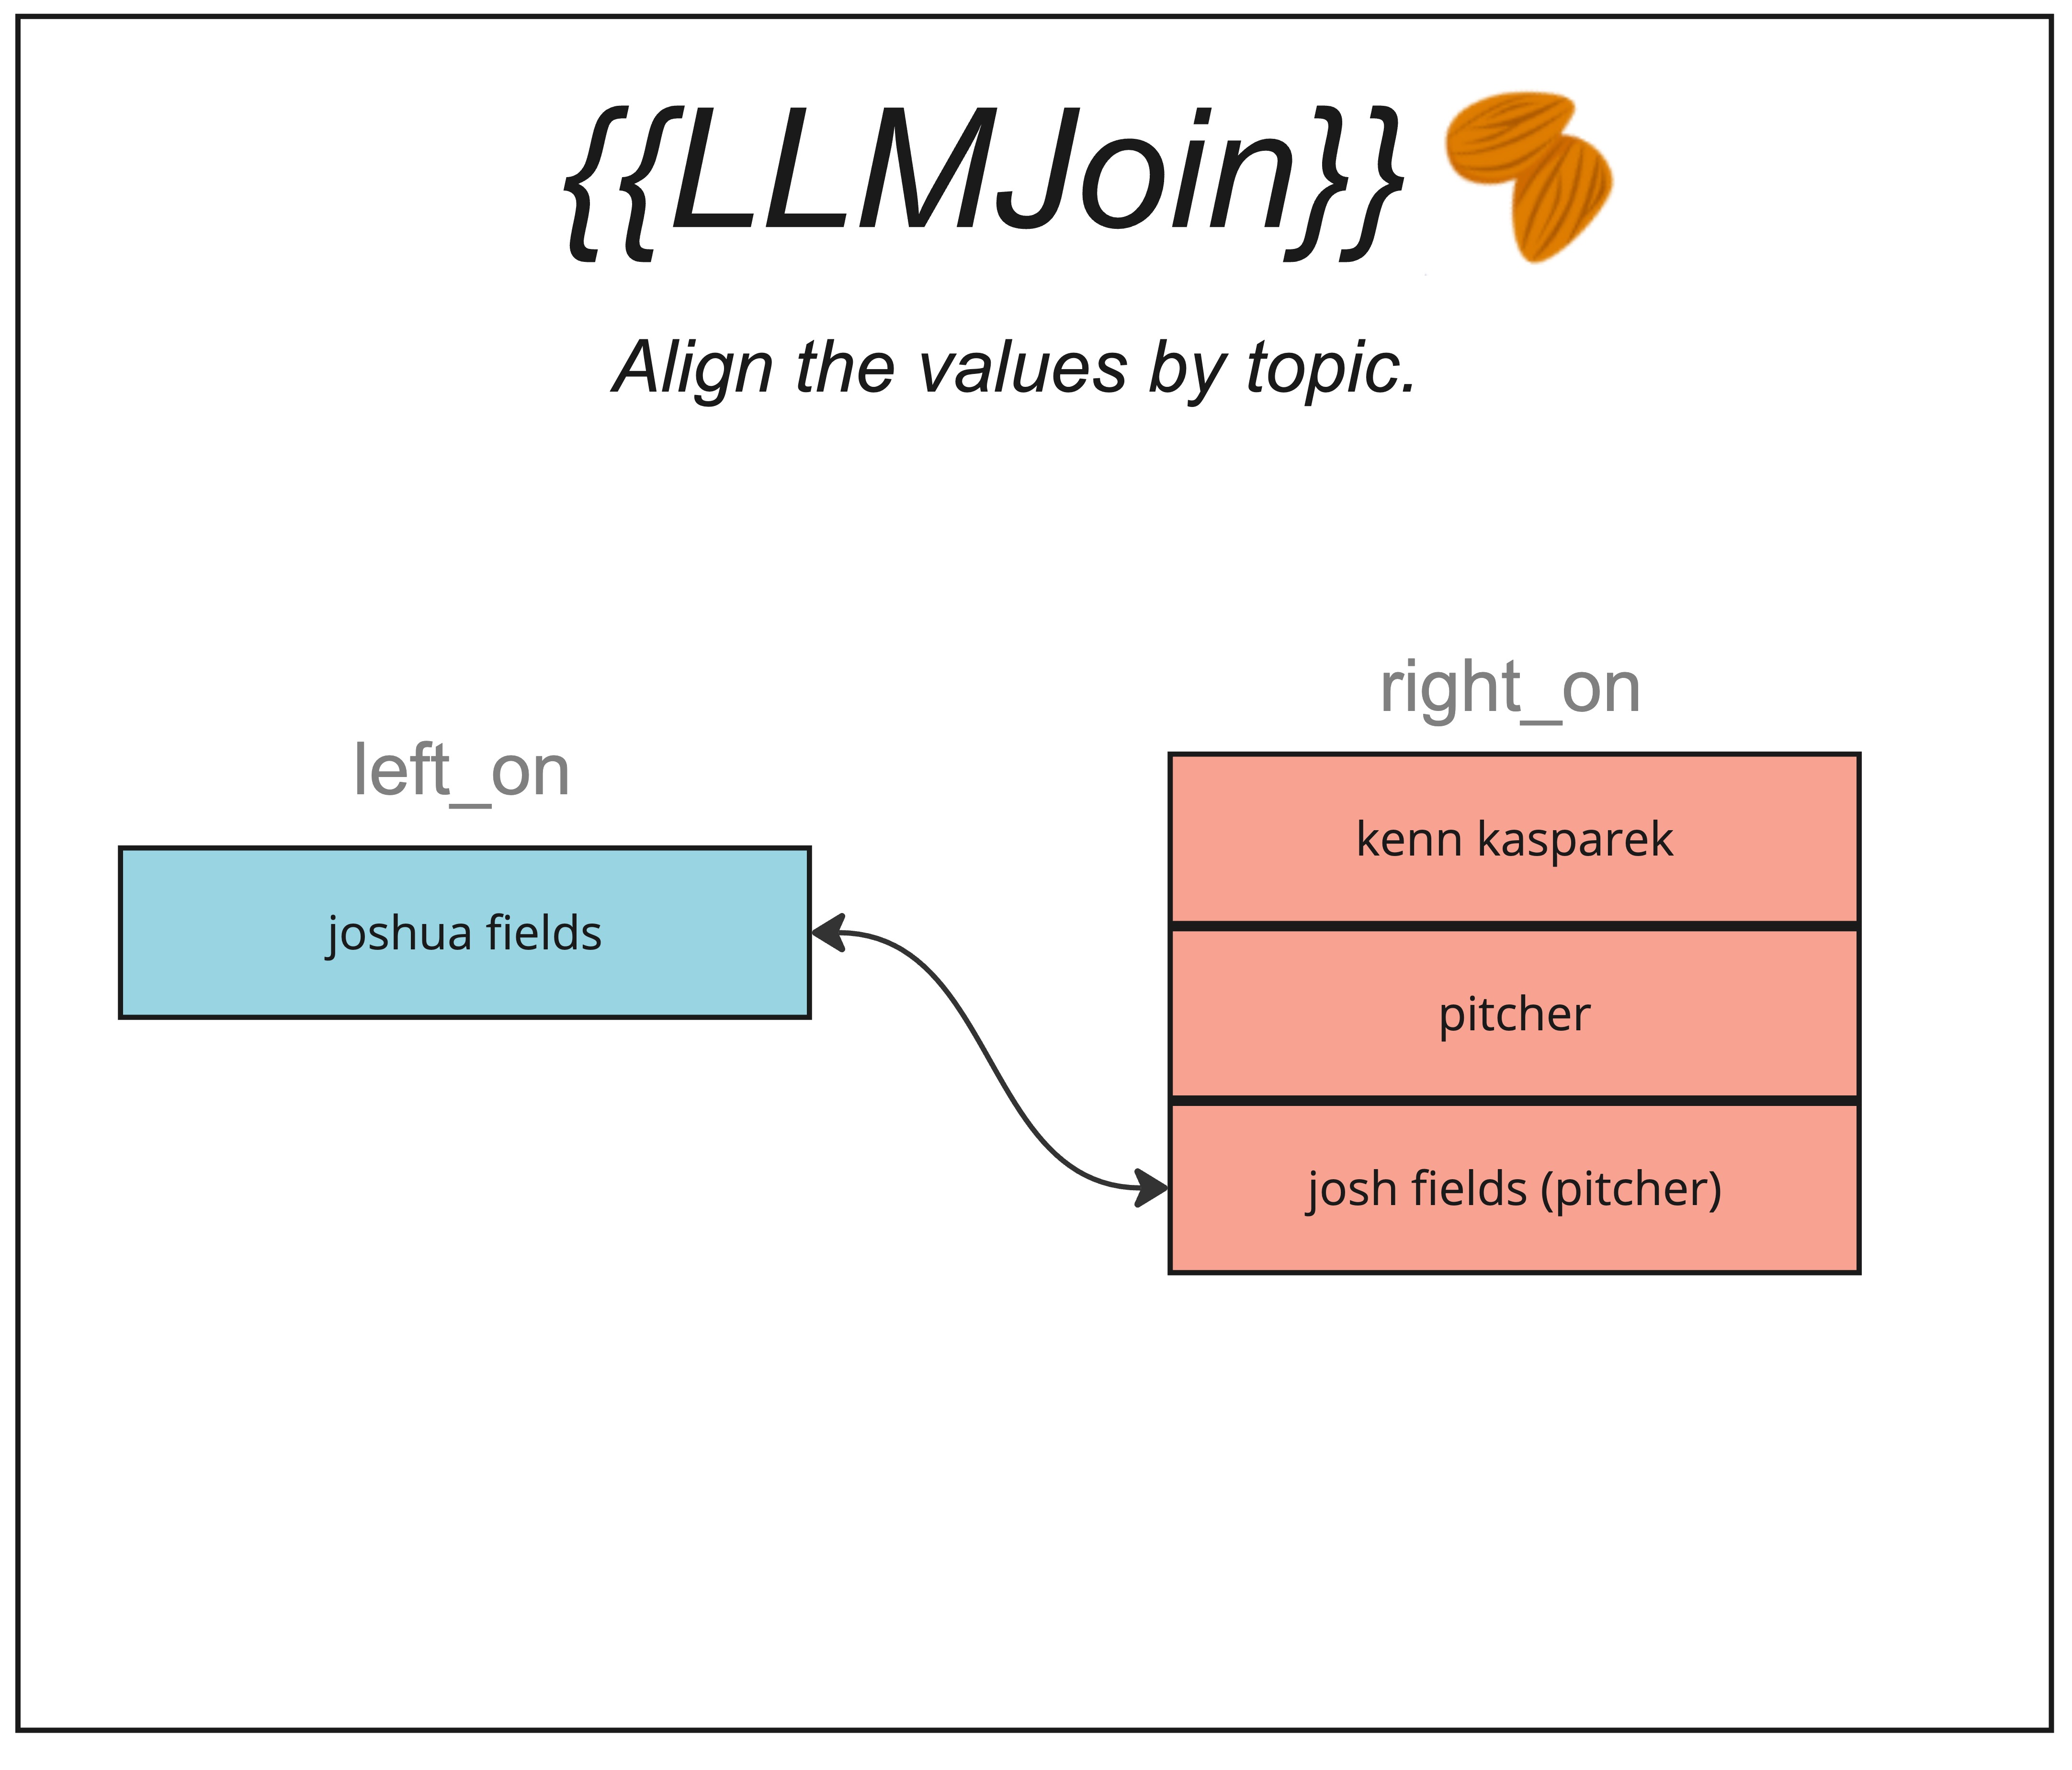 {{LLMJoin}}
Align the values by topic.
left_on
joshua fields
right_on
kenn kasparek
pitcher
josh fields (pitcher)